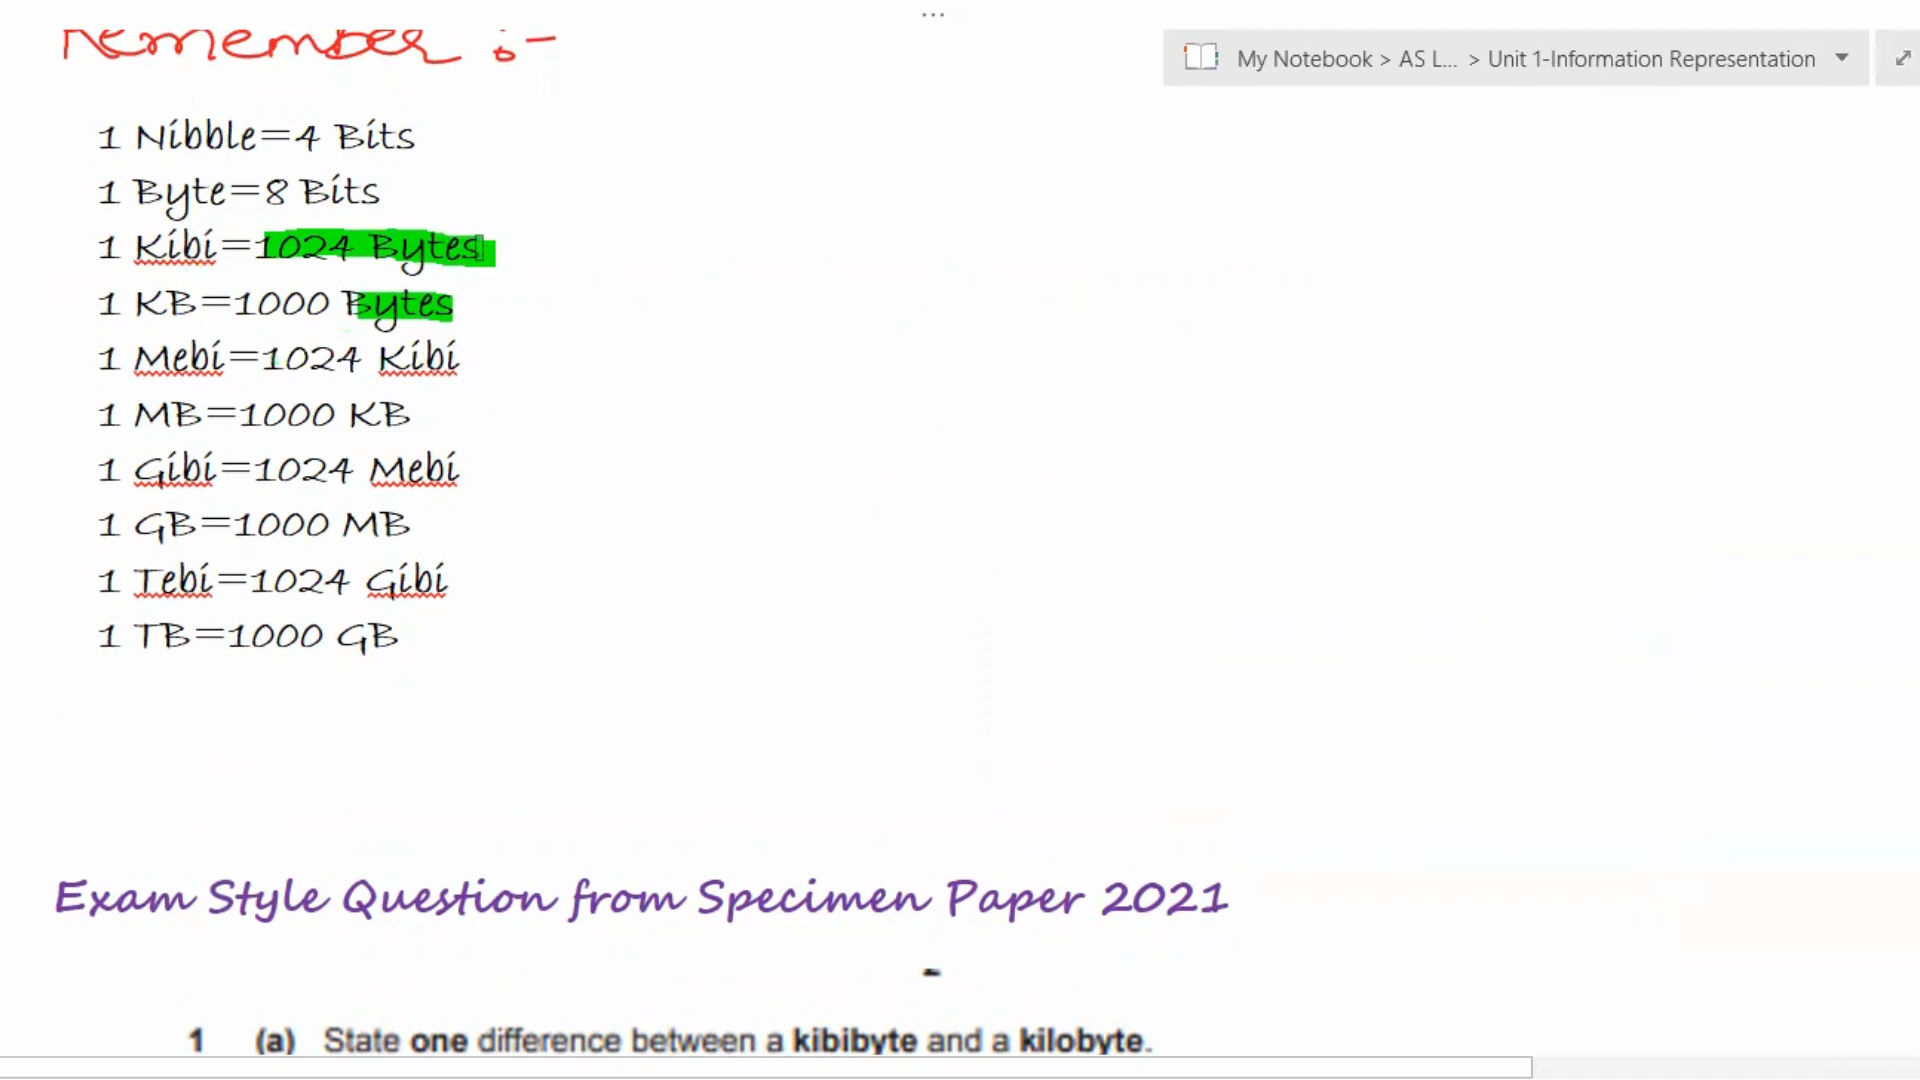 ...
Remember :-
My Notebook > AS L... > Unit 1-Information Representation
1 Nibble=4 Bits
1 Byte=8 Bits
1 Kibi=1024 Bytes
1 KB=1000 Bytes
1 Mebi=1024 Kibi
1 MB=1000 KB
1 Gibi=1024 Mebi
1 GB=1000 MB
1 Tebi=1024 Gibi
1 TB=1000 GB
Exam Style Question from Specimen Paper 2021
1 (a) State one difference between a kibibyte and a kilobyte.